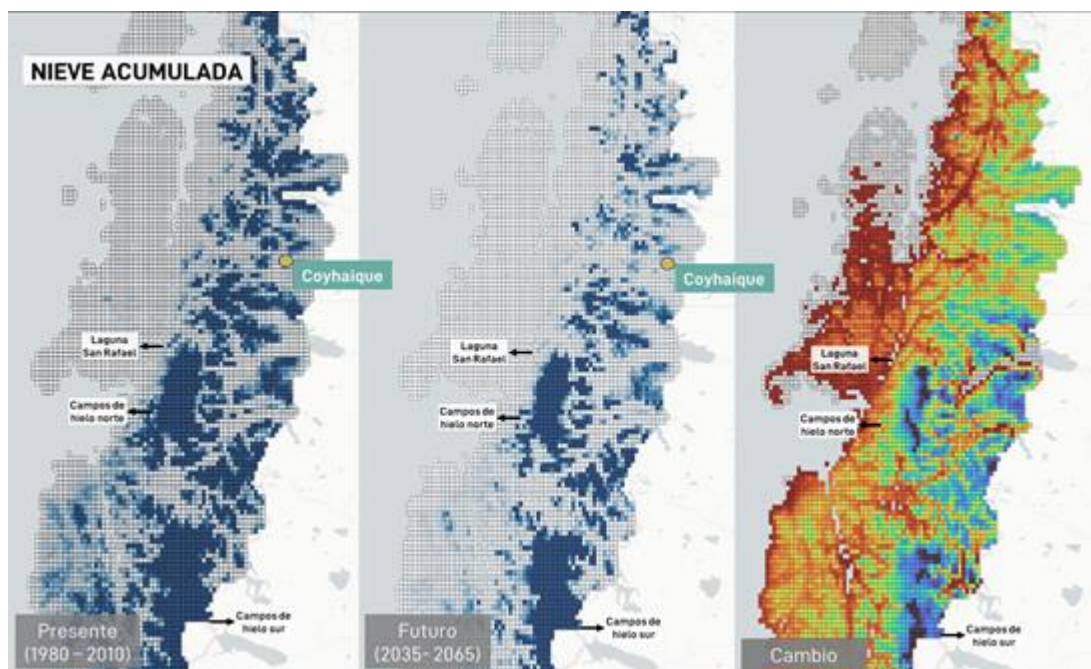 NIEVE ACUMULADA
Coyhaique
Laguna
San Rafael
Campos de
hielo norte
Campos de
hielo sur
Presente
(1980 – 2010)
Coyhaique
Laguna
San Rafael
Campos de
hielo norte
Campos de
hielo sur
Futuro
(2035- 2065)
Laguna
San Rafael
Campos de
hielo norte
Campos de
hielo sur
Cambio